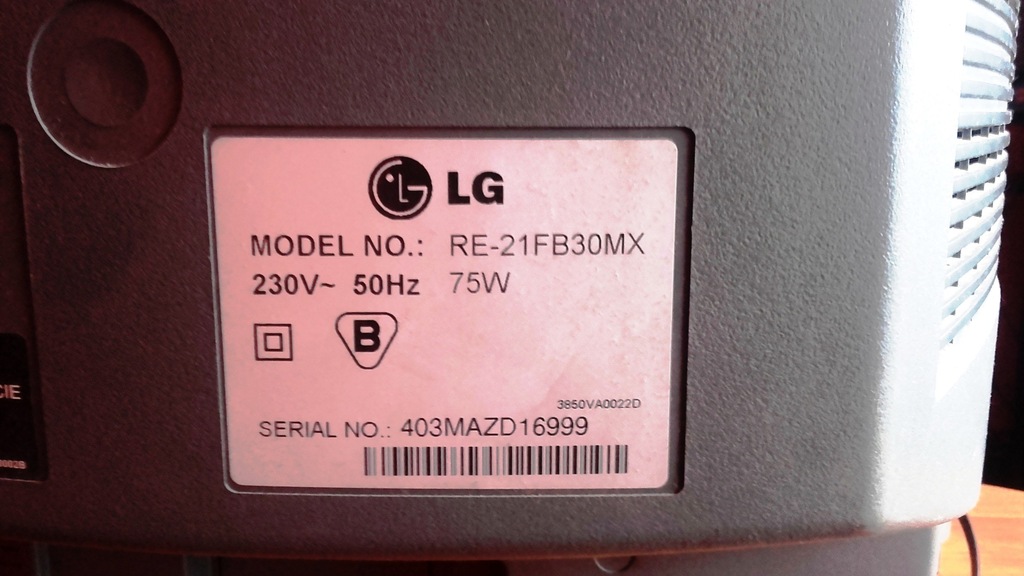 LG
MODEL NO.: RE-21FB30MX
230V~ 50Hz 75W
B
3850VA0022D
SERIAL NO.: 403MAZD16999
CIE